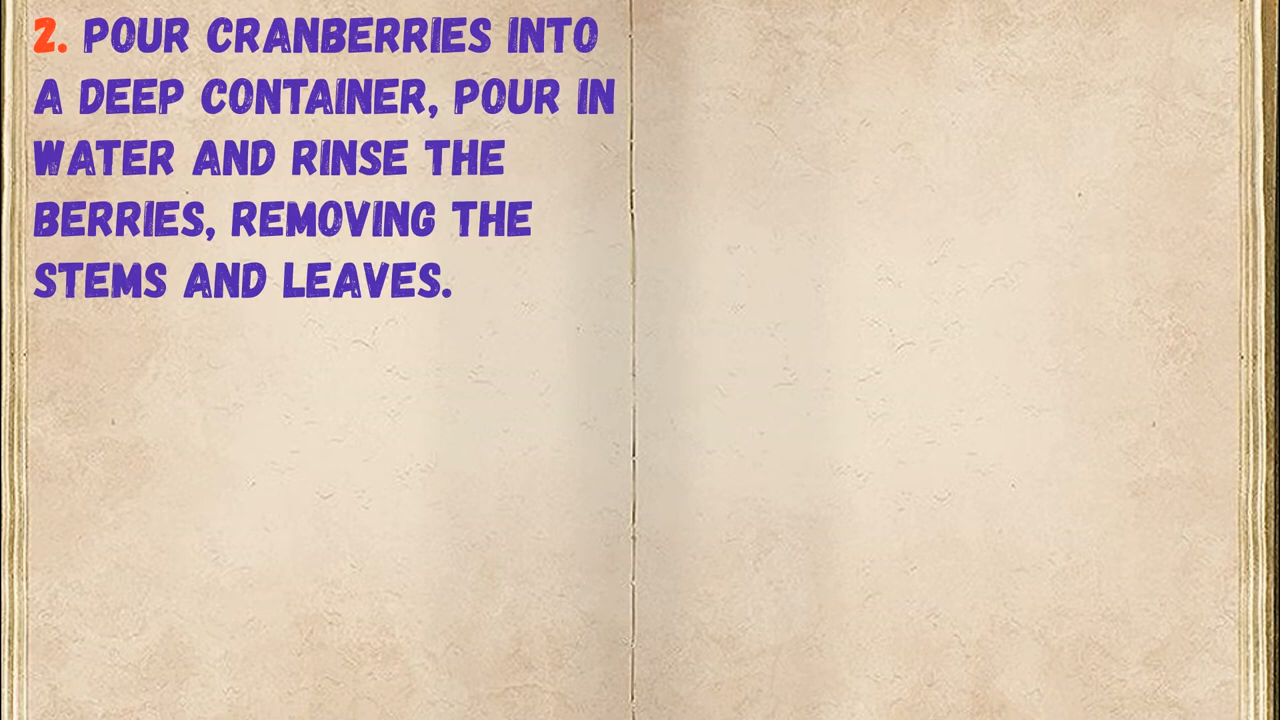 2. POUR CRANBERRIES INTO
A DEEP CONTAINER, POUR IN
WATER AND RINSE THE
BERRIES, REMOVING THE
STEMS AND LEAVES.